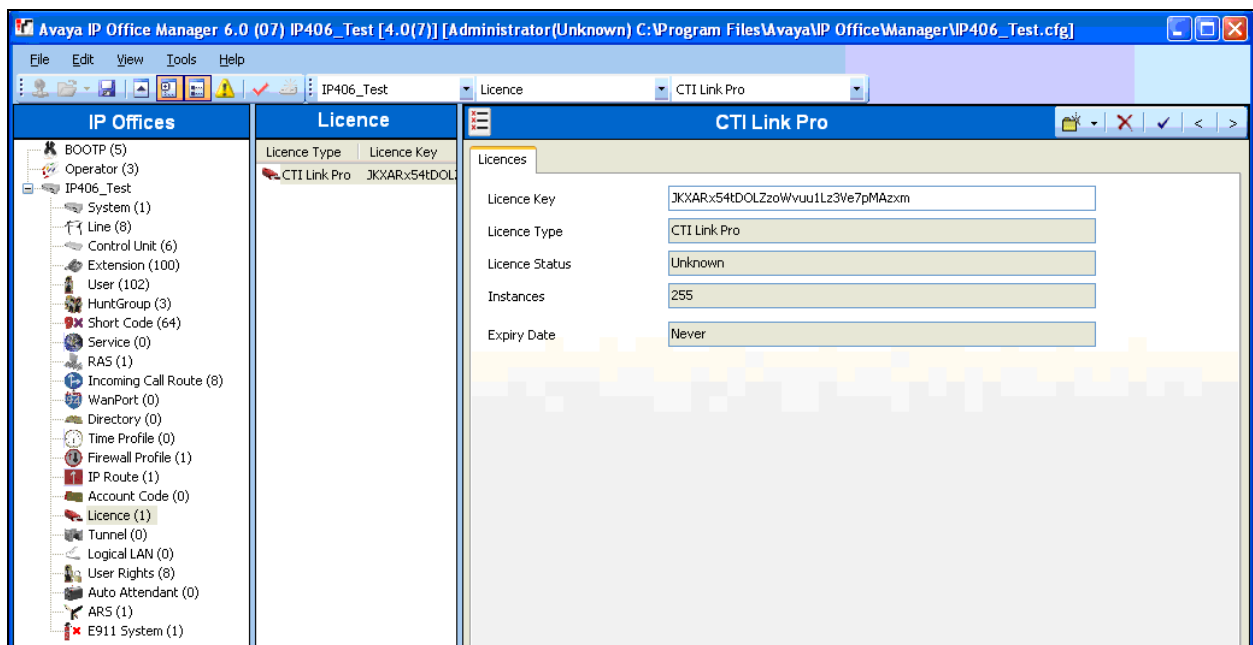 Avaya IP Office Manager 6.0 (07) IP406_Test [4.0(7)] [Administrator(Unknown) C:\Program Files\Avaya\IP Office\Manager\IP406_Test.cfg]
File Edit View Tools Help
IP406_Test Licence CTI Link Pro
IP Offices
BOOTP (5)
Operator (3)
IP406_Test
System (1)
Line (8)
Control Unit (6)
Extension (100)
User (102)
HuntGroup (3)
Short Code (64)
Service (0)
RAS (1)
Incoming Call Route (8)
WanPort (0)
Directory (0)
Time Profile (0)
Firewall Profile (1)
IP Route (1)
Account Code (0)
Licence (1)
Tunnel (0)
Logical LAN (0)
User Rights (8)
Auto Attendant (0)
ARS (1)
E911 System (1)
Licence
Licence Type Licence Key
CTI Link Pro JKXARx54tDOLZ
CTI Link Pro
Licences
Licence Key JKXARx54tDOLZzoWvuu1Lz3Ve7pMAzxm
Licence Type CTI Link Pro
Licence Status Unknown
Instances 255
Expiry Date Never